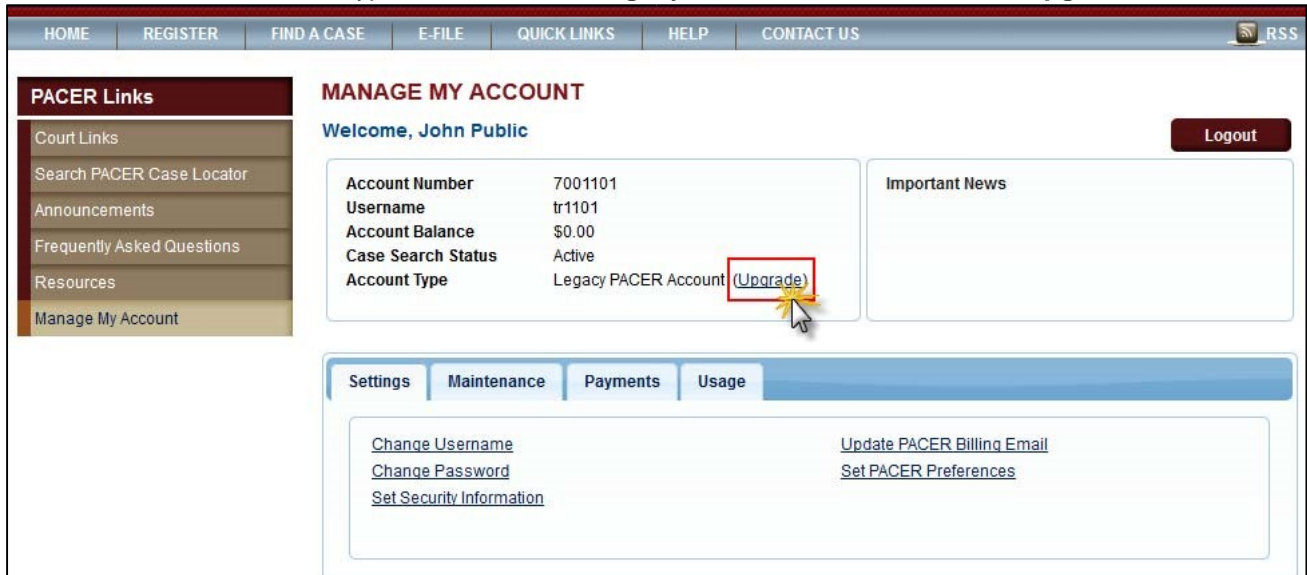 HOME REGISTER FIND A CASE E-FILE QUICK LINKS HELP CONTACT US RSS
PACER Links
Court Links
Search PACER Case Locator
Announcements
Frequently Asked Questions
Resources
Manage My Account
MANAGE MY ACCOUNT
Welcome, John Public
Logout
Account Number 7001101
Username tr1101
Account Balance $0.00
Case Search Status Active
Account Type Legacy PACER Account (Upgrade)
Important News
Settings Maintenance Payments Usage
Change Username
Change Password
Set Security Information
Update PACER Billing Email
Set PACER Preferences